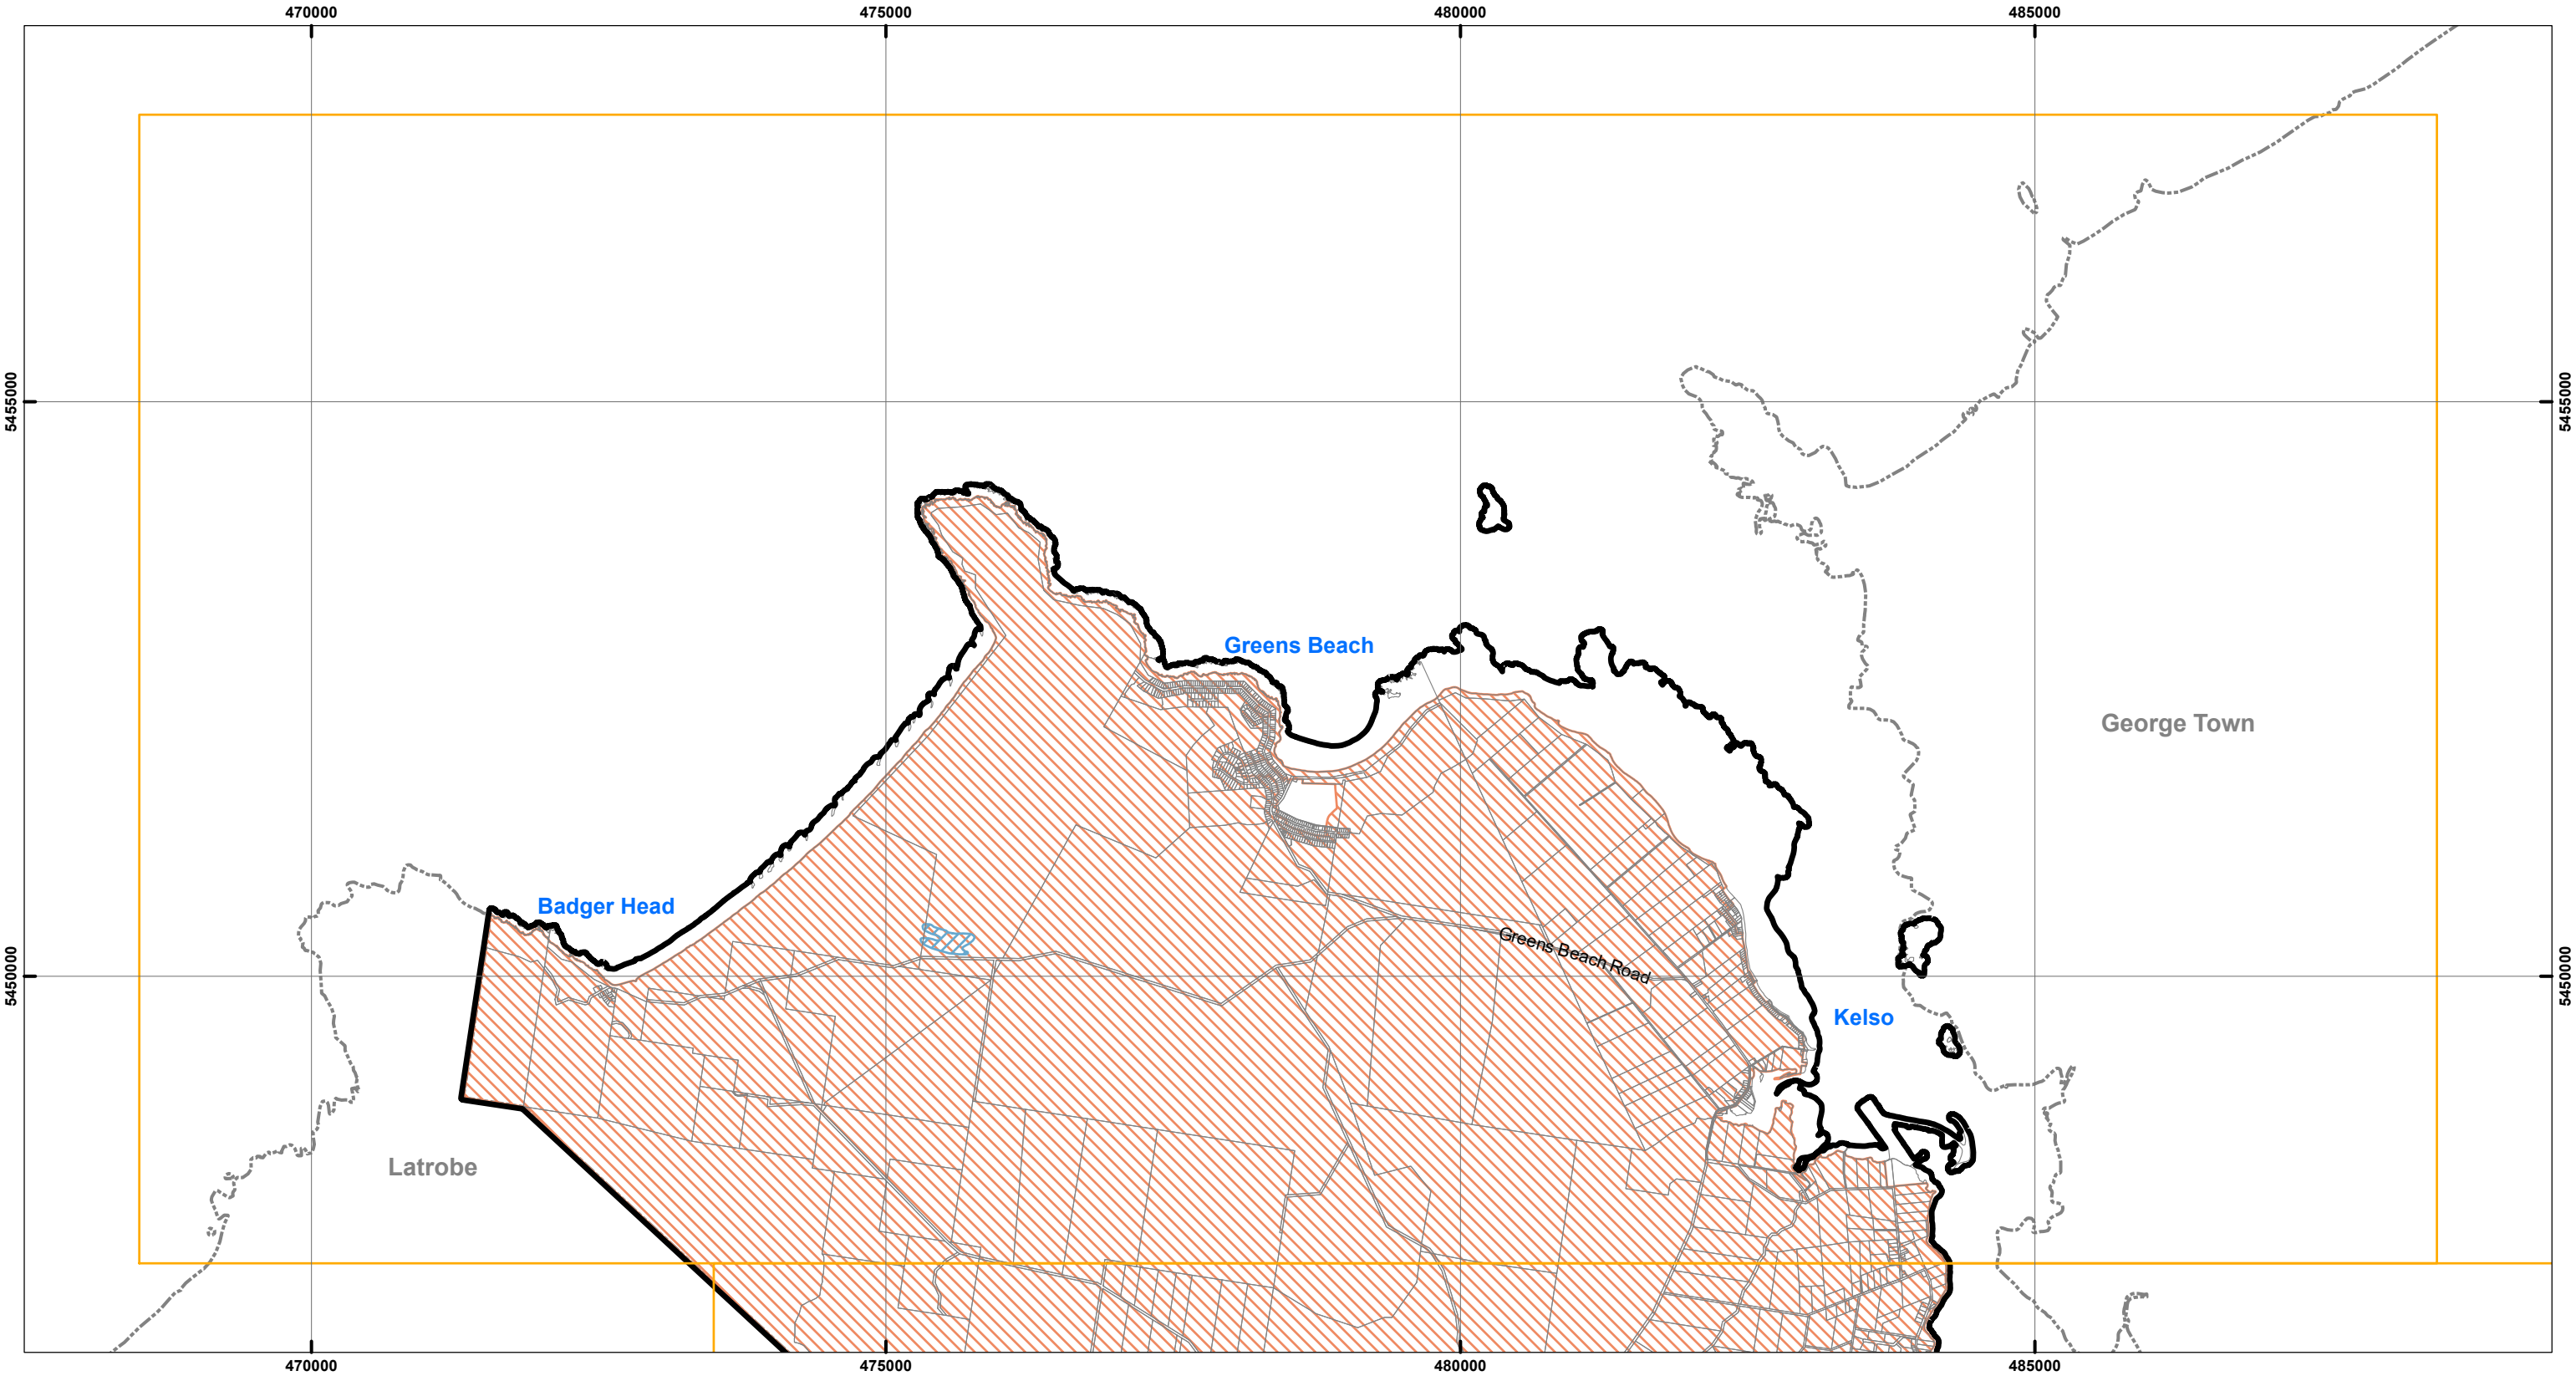 470000 475000 480000 485000
5455000 5455000
Greens Beach
George Town
Badger Head
Greens Beach Road
5450000 5450000
Kelso
Latrobe
470000 475000 480000 485000